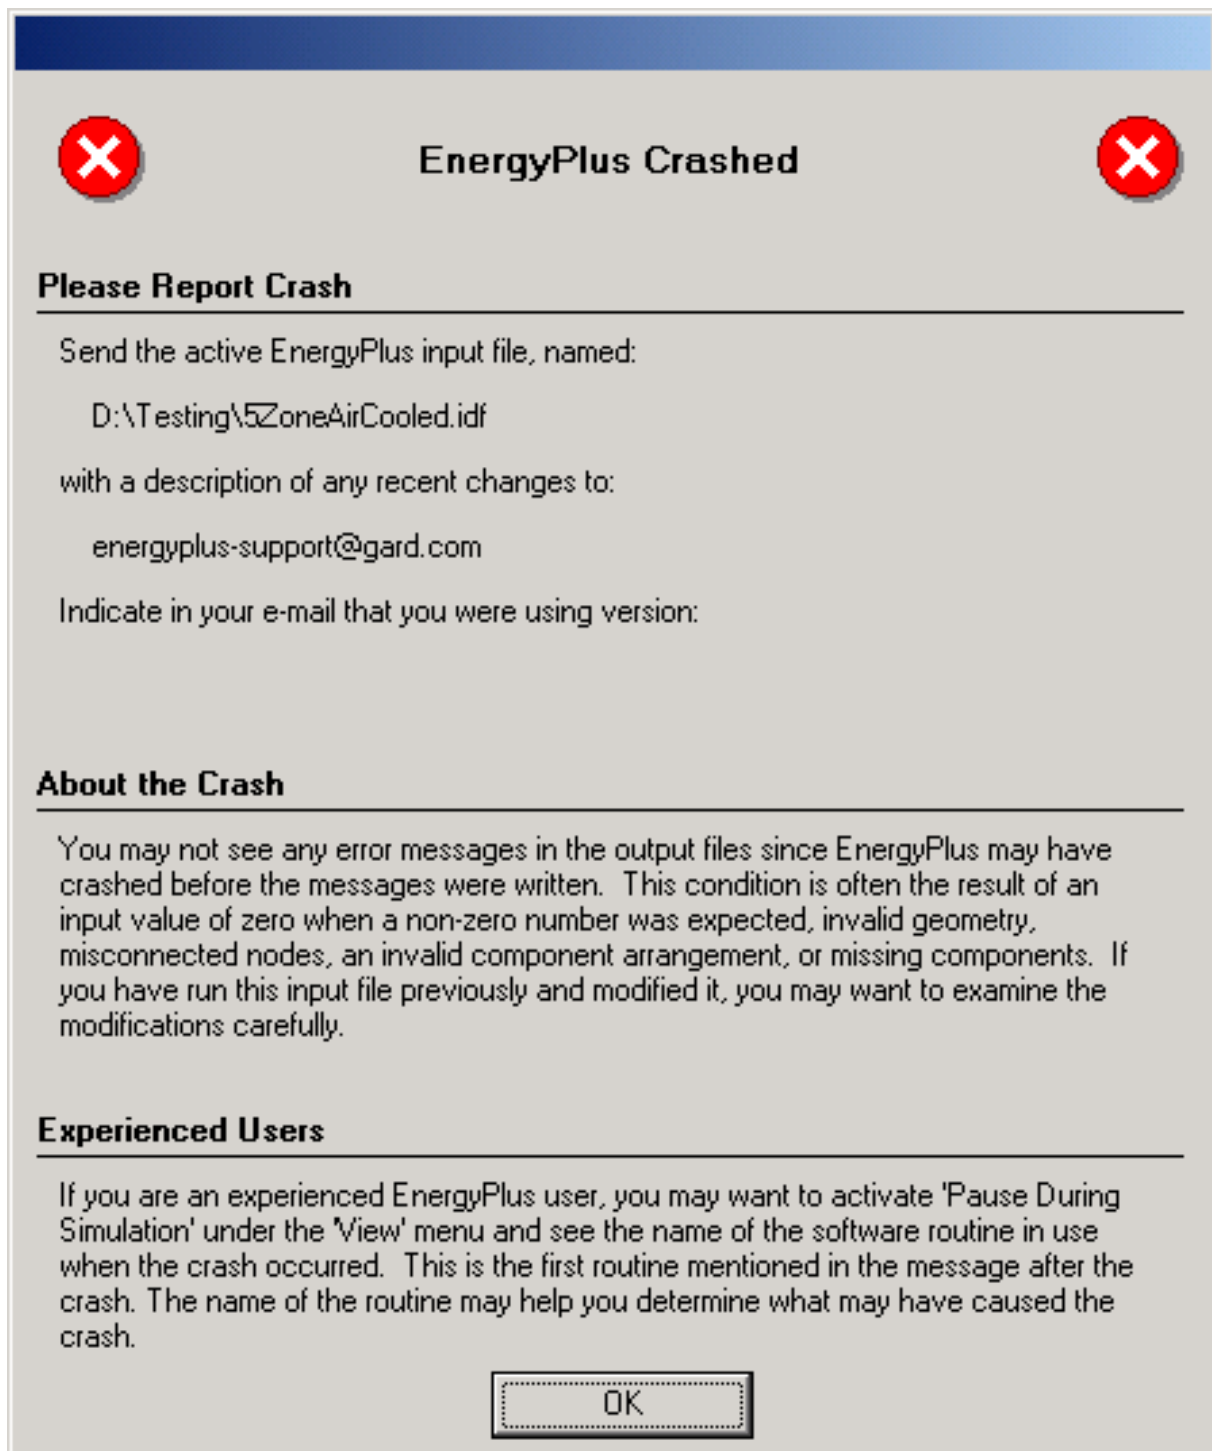 EnergyPlus Crashed
Please Report Crash
Send the active EnergyPlus input file, named:
D:\Testing\5ZoneAirCooled.idf
with a description of any recent changes to:
energyplus-support@gard.com
Indicate in your e-mail that you were using version:
About the Crash
You may not see any error messages in the output files since EnergyPlus may have
crashed before the messages were written.  This condition is often the result of an
input value of zero when a non-zero number was expected, invalid geometry,
misconnected nodes, an invalid component arrangement, or missing components.  If
you have run this input file previously and modified it, you may want to examine the
modifications carefully.
Experienced Users
If you are an experienced EnergyPlus user, you may want to activate 'Pause During
Simulation' under the 'View' menu and see the name of the software routine in use
when the crash occurred.  This is the first routine mentioned in the message after the
crash. The name of the routine may help you determine what may have caused the
crash.
OK